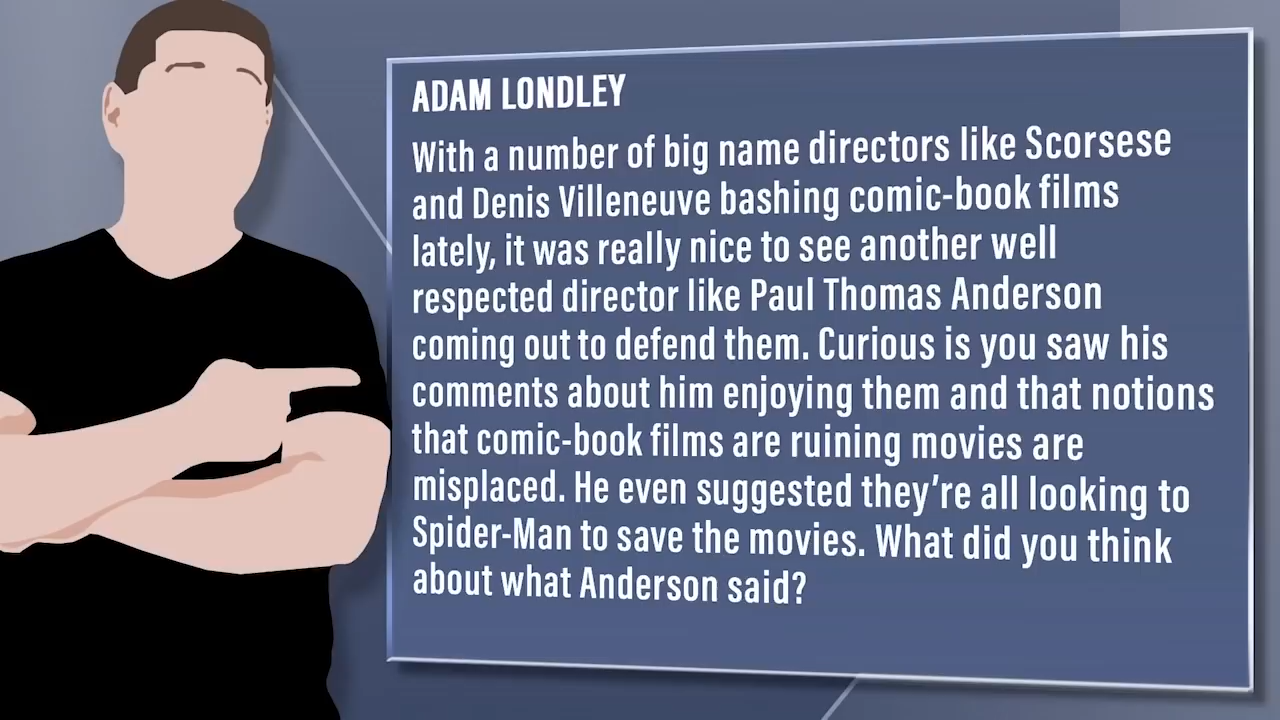 ADAM LONDLEY
With a number of big name directors like Scorsese
and Denis Villeneuve bashing comic-book films
lately, it was really nice to see another well
respected director like Paul Thomas Anderson
coming out to defend them. Curious is you saw his
comments about him enjoying them and that notions
that comic-book films are ruining movies are
misplaced. He even suggested they're all looking to
Spider-Man to save the movies. What did you think
about what Anderson said?